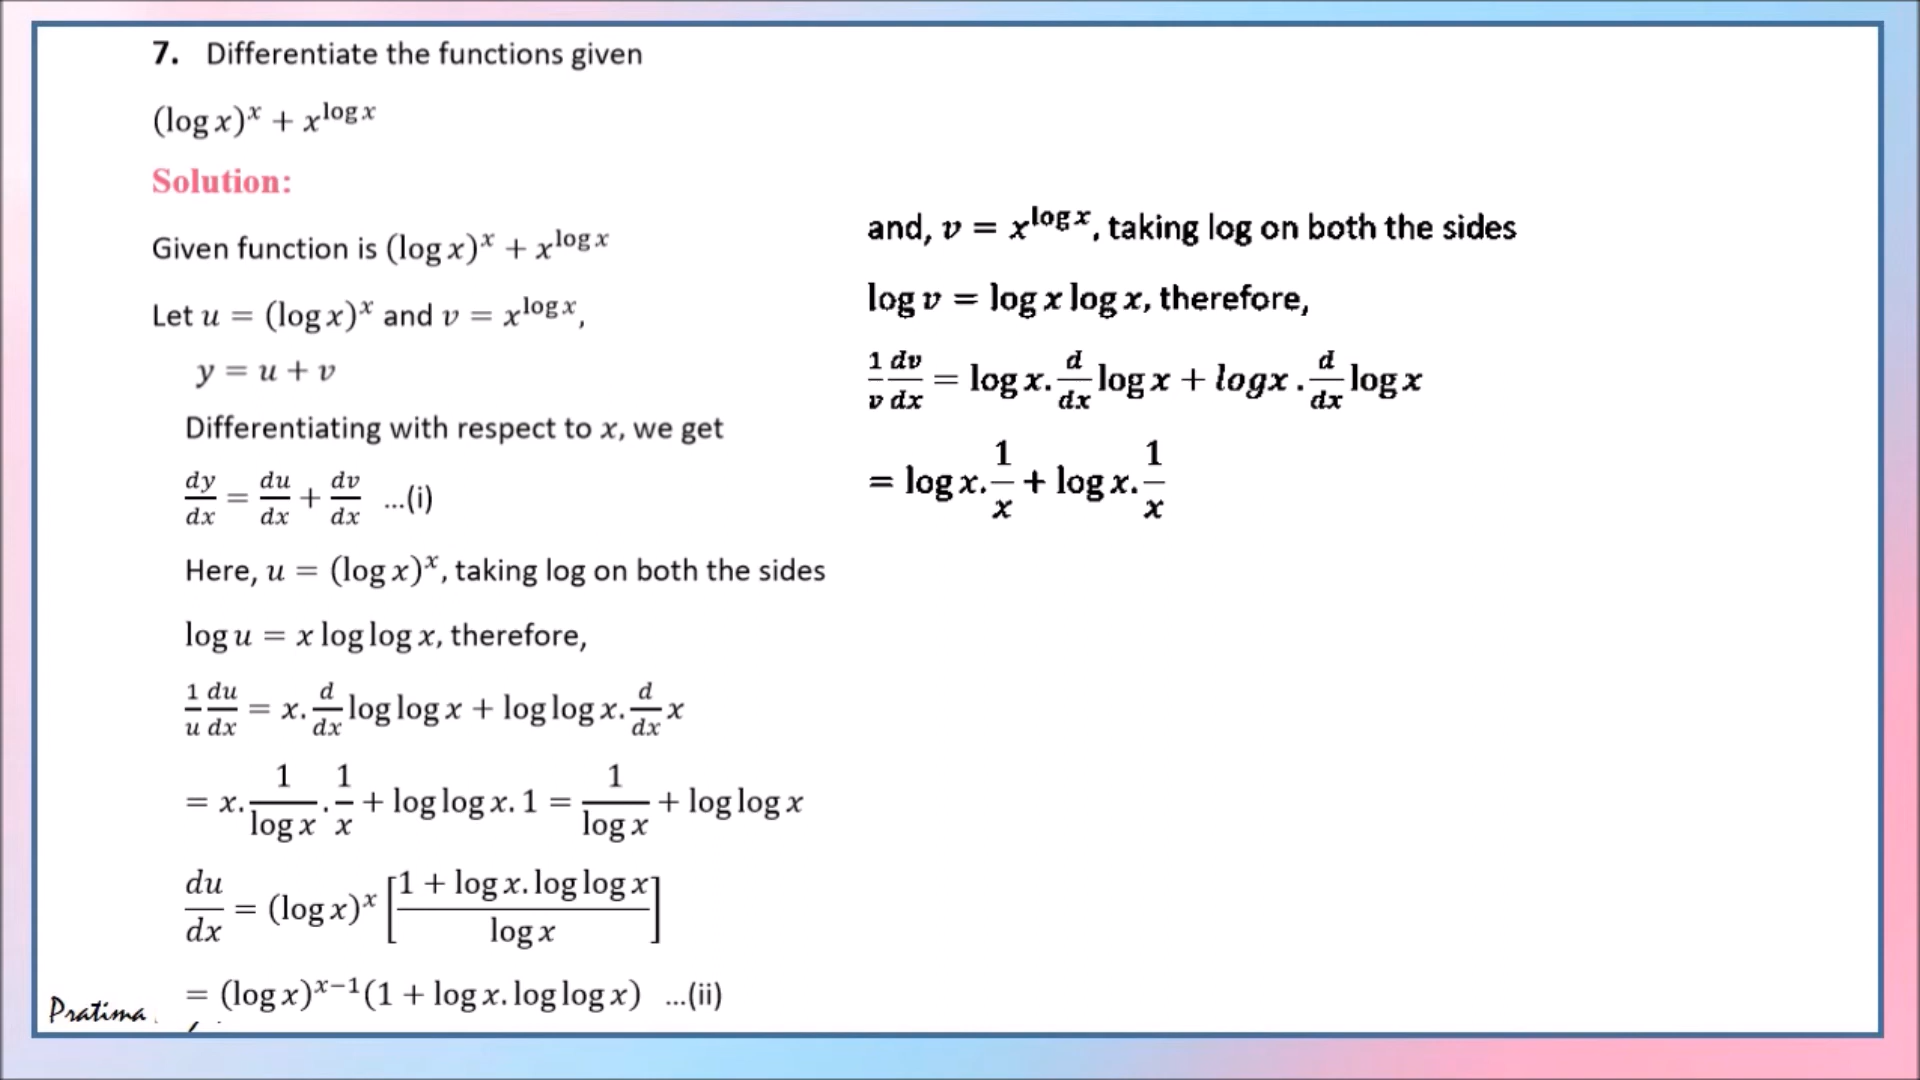 7. Differentiate the functions given
(log x)^x + x^{log x}
Solution:
Given function is (log x)^x + x^{log x}
Let u = (log x)^x and v = x^{log x},
y = u + v
Differentiating with respect to x, we get
dy/dx = du/dx + dv/dx ...(i)
Here, u = (log x)^x, taking log on both the sides
log u = x log log x, therefore,
1/u du/dx = x. d/dx log log x + log log x. d/dx x
= x. 1/log x . 1/x + log log x. 1 = 1/log x + log log x
du/dx = (log x)^x [1 + log x. log log x / log x]
= (log x)^{x−1}(1 + log x. log log x) ...(ii)
Pratima
and, v = x^{log x}, taking log on both the sides
log v = log x log x, therefore,
1/v dv/dx = log x. d/dx log x + logx . d/dx log x
= log x. 1/x + log x. 1/x